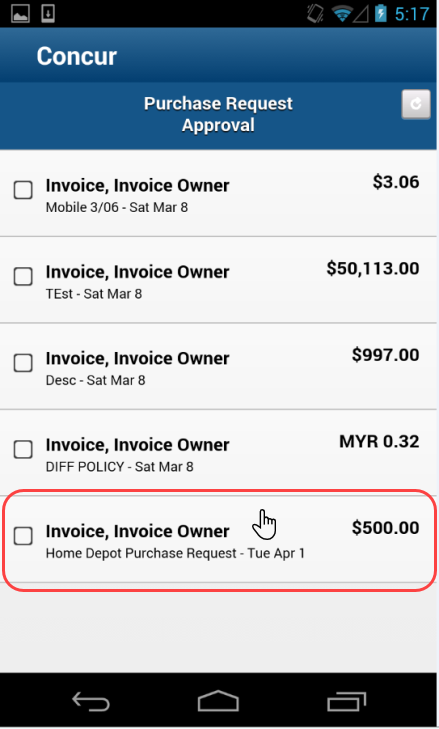 5:17
Concur
Purchase Request
Approval
Invoice, Invoice Owner
$3.06
Mobile 3/06 - Sat Mar 8
Invoice, Invoice Owner
$50,113.00
TEst - Sat Mar 8
Invoice, Invoice Owner
$997.00
Desc - Sat Mar 8
Invoice, Invoice Owner
MYR 0.32
DIFF POLICY - Sat Mar 8
Invoice, Invoice Owner
$500.00
Home Depot Purchase Request - Tue Apr 1